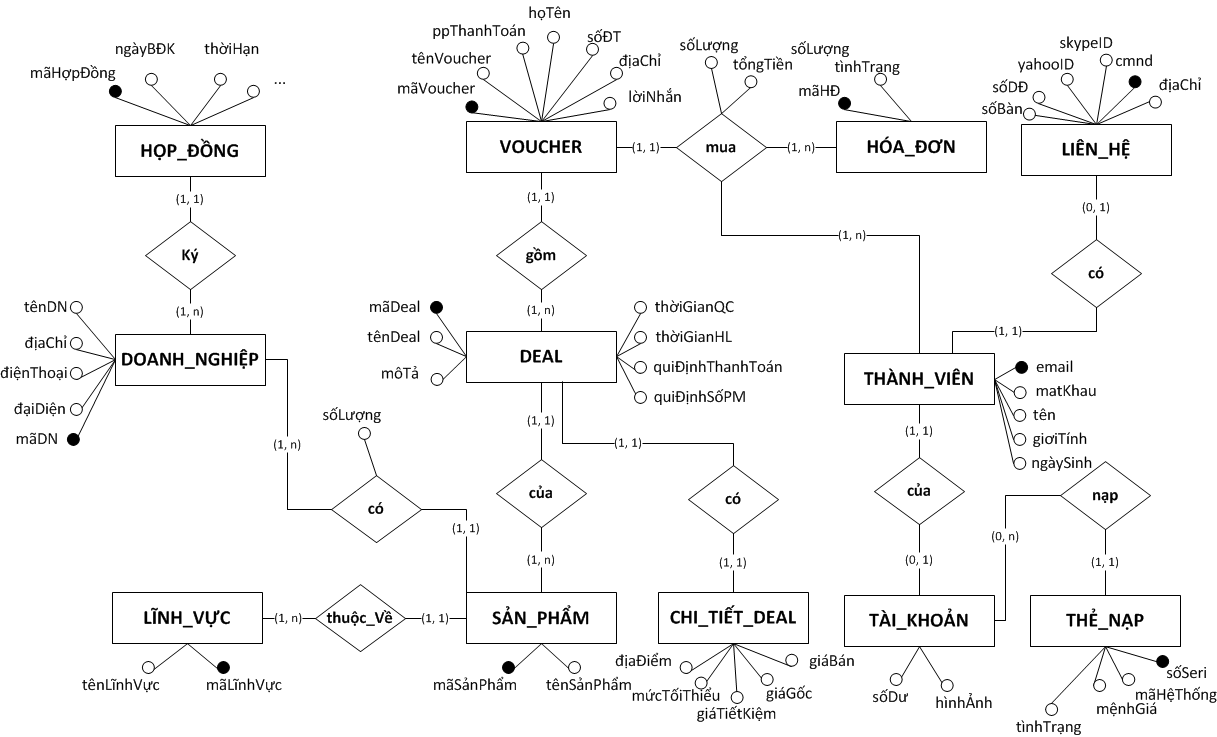 họTên
ppThanhToán
sốĐT
tênVoucher
địaChỉ
mãVoucher
lờiNhắn
ngàyBĐK
thờiHạn
mãHợpĐồng
...
sốLượng
tổngTiền
sốLượng
tìnhTrạng
mãHĐ
skypeID
yahooID
cmnd
sốDĐ
địaChỉ
sốBàn
HỢP_ĐỒNG
VOUCHER
(1, 1)
mua
(1, n)
HÓA_ĐƠN
LIÊN_HỆ
(1, 1)
(1, 1)
(0, 1)
(1, n)
Ký
gồm
có
tênDN
(1, n)
mãDeal
(1, n)
thờiGianQC
địaChỉ
DOANH_NGHIỆP
tênDeal
DEAL
thờiGianHL
(1, 1)
điệnThoại
môTả
quiĐịnhThanhToán
THÀNH_VIÊN
email
đạiDiện
quiĐịnhSốPM
matKhau
mãDN
sốLượng
(1, 1)
(1, 1)
tên
(1, n)
(1, 1)
giơiTính
ngàySinh
có
của
có
của
nạp
(1, 1)
(0, n)
(1, n)
(1, 1)
(0, 1)
(1, 1)
LĨNH_VỰC
(1, n)
thuộc_Về
(1, 1)
SẢN_PHẨM
CHI_TIẾT_DEAL
TÀI_KHOẢN
THẺ_NẠP
tênLĩnhVực
mãLĩnhVực
mãSảnPhẩm
tênSảnPhẩm
địaĐiểm
giáBán
mứcTốiThiểu
giáGốc
giáTiếtKiệm
sốDư
hìnhẢnh
sốSeri
mãHệThống
mệnhGiá
tìnhTrạng